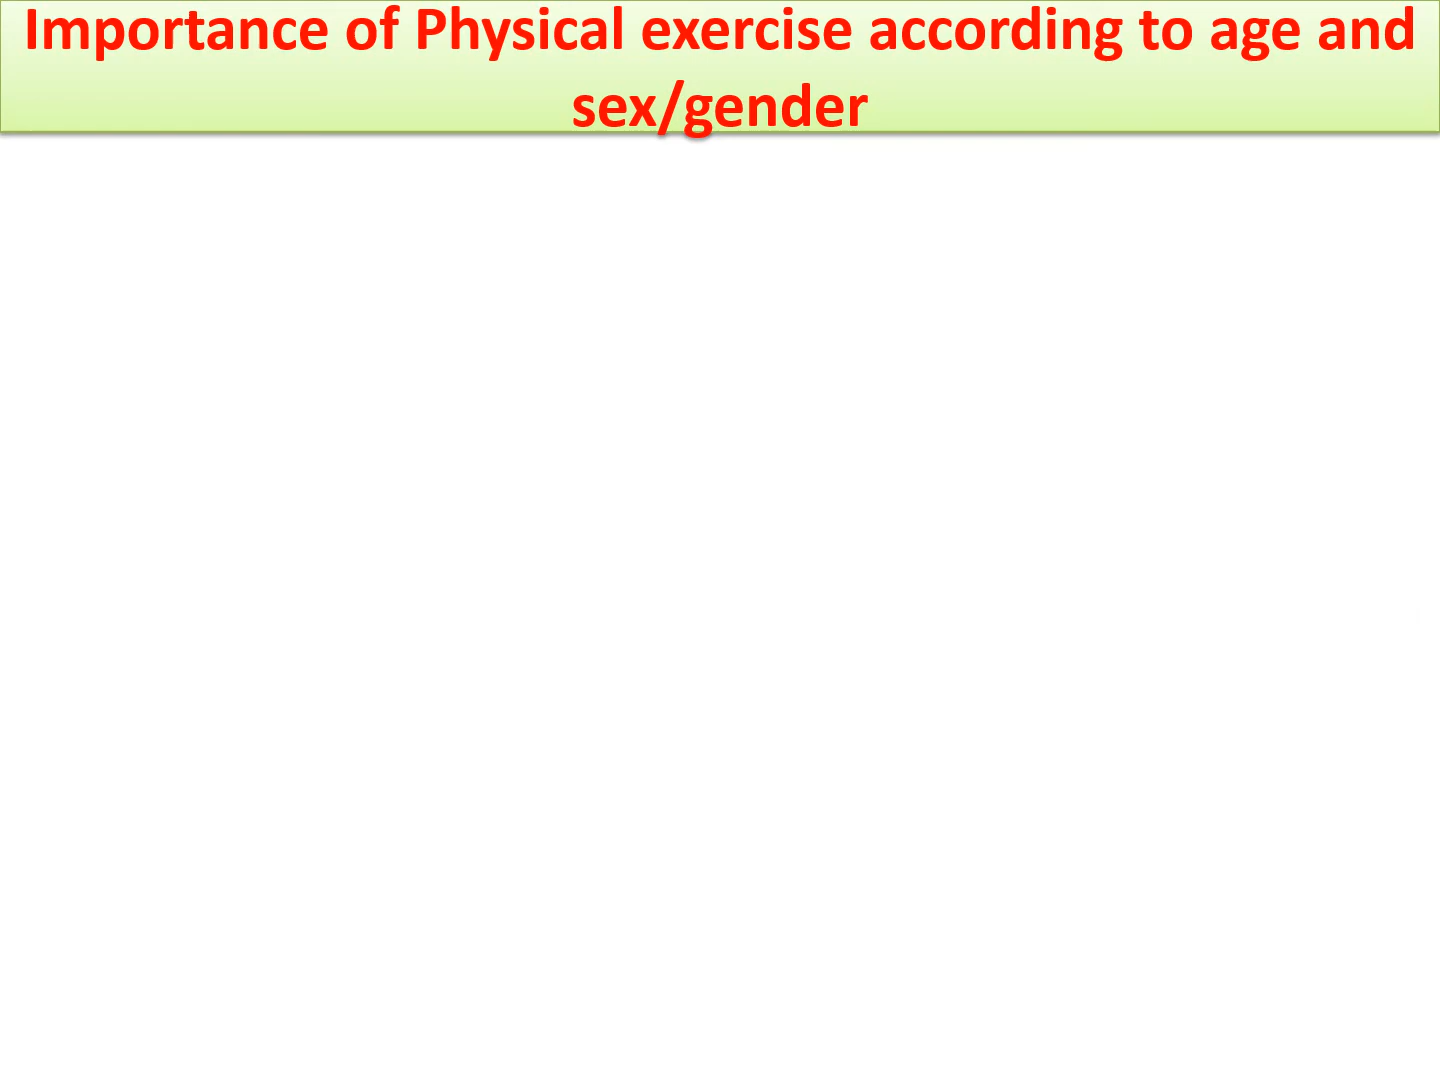 Importance of Physical exercise according to age and
sex/gender